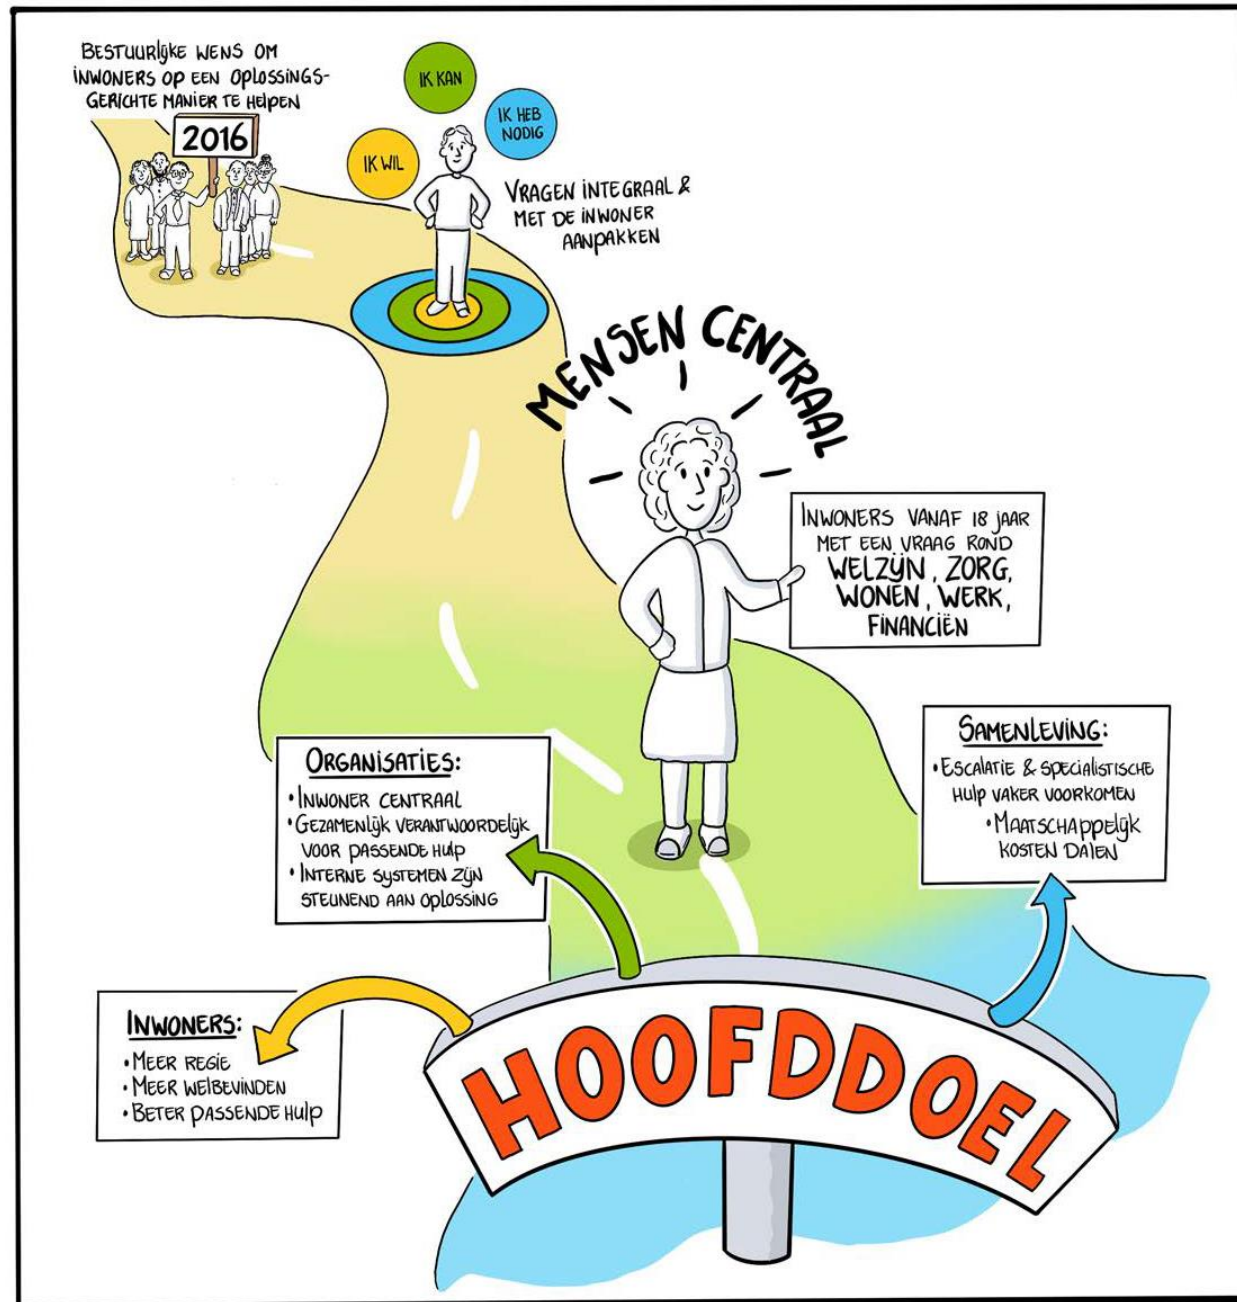 BESTUURLIJKE WENS OM
INWONERS OP EEN OPLOSSINGS-
GERICHTE MANIER TE HELPEN
2016
IK WIL
IK KAN
IK HEB
NODIG
VRAGEN INTEGRAAL &
MET DE INWONER
AANPAKKEN
MENSEN CENTRAAL
INWONERS VANAF 18 JAAR
MET EEN VRAAG ROND
WELZIJN, ZORG,
WONEN, WERK,
FINANCIËN
ORGANISATIES:
• INWONER CENTRAAL
• GEZAMENLIJK VERANTWOORDELIJK
VOOR PASSENDE HULP
• INTERNE SYSTEMEN ZIJN
STEUNEND AAN OPLOSSING
SAMENLEVING:
• ESCALATIE & SPECIALISTISCHE
HULP VAKER VOORKOMEN
• MAATSCHAPPELIJK
KOSTEN DALEN
INWONERS:
• MEER REGIE
• MEER WELBEVINDEN
• BETER PASSENDE HULP
HOOFDDOEL